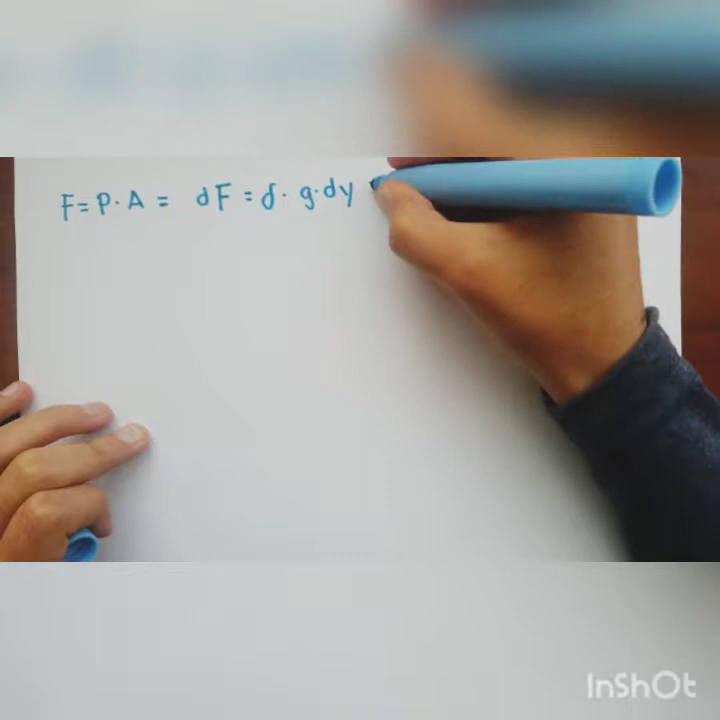 F = P · A = dF = δ · g · dy
InShOt